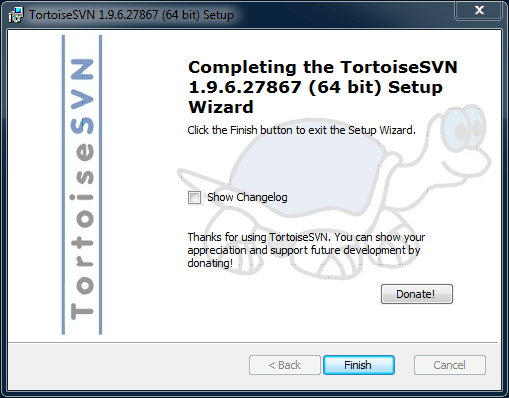 TortoiseSVN 1.9.6.27867 (64 bit) Setup
TortoiseSVN
Completing the TortoiseSVN
1.9.6.27867 (64 bit) Setup
Wizard
Click the Finish button to exit the Setup Wizard.
Show Changelog
Thanks for using TortoiseSVN. You can show your
appreciation and support future development by
donating!
Donate!
< Back
Finish
Cancel